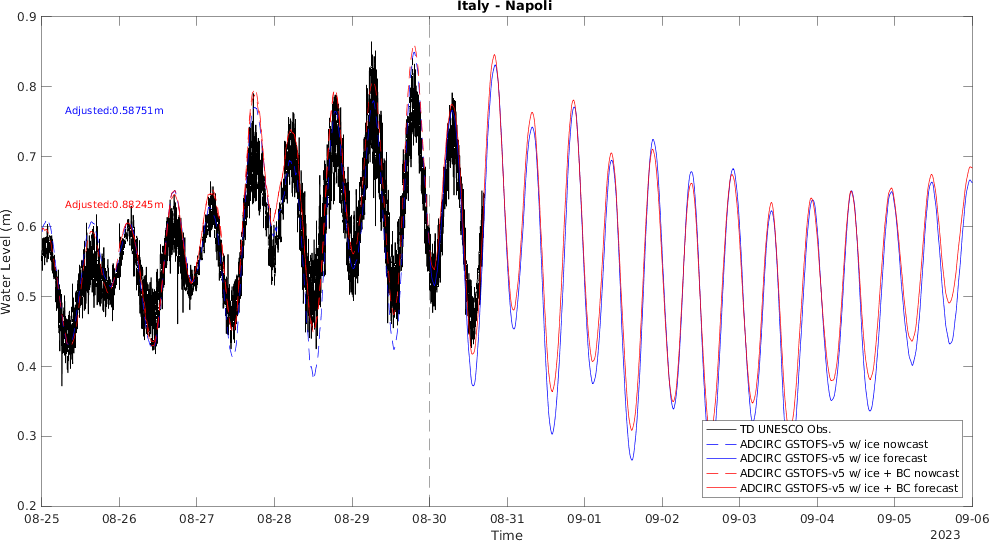 Italy - Napoli
0.9
0.8
0.7
0.6
0.5
0.4
0.3
0.2
Water Level (m)
Adjusted:0.58751m
Adjusted:0.88245m
TD UNESCO Obs.
ADCIRC GSTOFS-v5 w/ ice nowcast
ADCIRC GSTOFS-v5 w/ ice forecast
ADCIRC GSTOFS-v5 w/ ice + BC nowcast
ADCIRC GSTOFS-v5 w/ ice + BC forecast
08-25 08-26 08-27 08-28 08-29 08-30 08-31 09-01 09-02 09-03 09-04 09-05 09-06
Time
2023